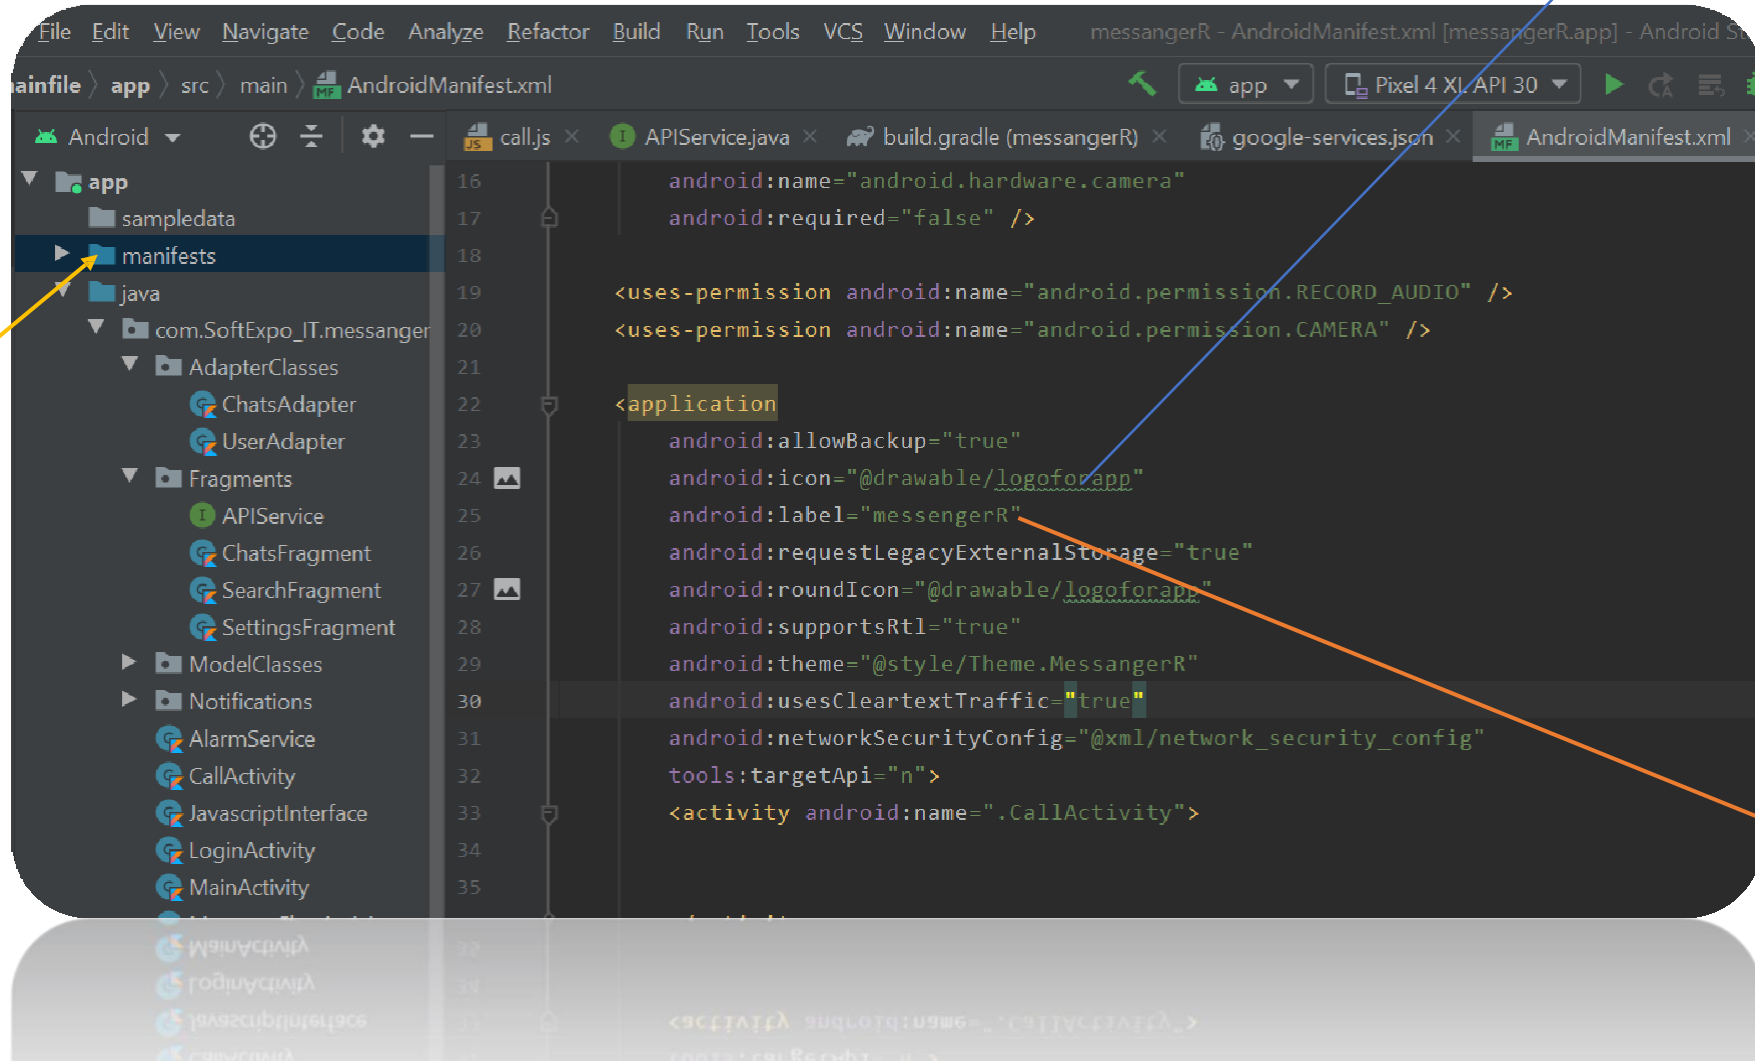 File Edit View Navigate Code Analyze Refactor Build Run Tools VCS Window Help messangerR - AndroidManifest.xml [messangerR.app] - Android
ainfile app src main AndroidManifest.xml app Pixel 4 XL API 30
Android call.js APIService.java build.gradle (messangerR) google-services.json AndroidManifest.xml
app
sampledata
manifests
java
com.SoftExpo_IT.messanger
AdapterClasses
ChatsAdapter
UserAdapter
Fragments
APIService
ChatsFragment
SearchFragment
SettingsFragment
ModelClasses
Notifications
AlarmService
CallActivity
JavascriptInterface
LoginActivity
MainActivity
16 android:name="android.hardware.camera"
17 android:required="false" />
18
19 <uses-permission android:name="android.permission.RECORD_AUDIO" />
20 <uses-permission android:name="android.permission.CAMERA" />
21
22 <application
23 android:allowBackup="true"
24 android:icon="@drawable/logoforapp"
25 android:label="messengerR"
26 android:requestLegacyExternalStorage="true"
27 android:roundIcon="@drawable/logoforapp"
28 android:supportsRtl="true"
29 android:theme="@style/Theme.MessangerR"
30 android:usesCleartextTraffic="true"
31 android:networkSecurityConfig="@xml/network_security_config"
32 tools:targetApi="n">
33 <activity android:name=".CallActivity">
34
35